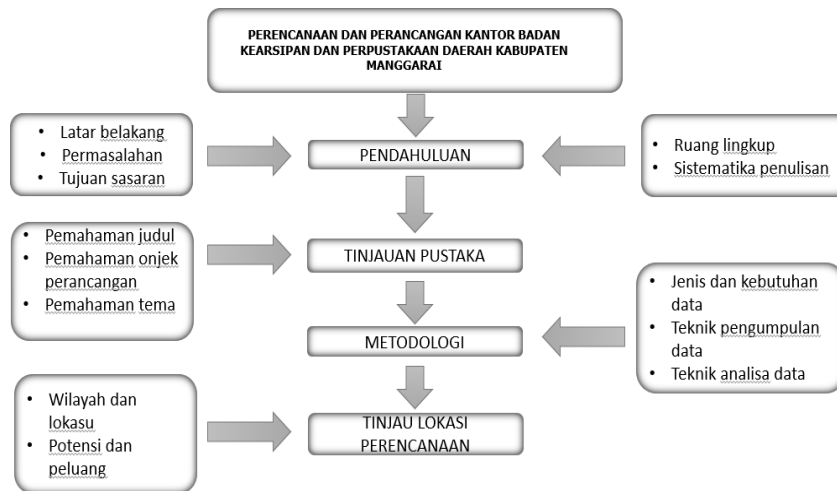 PERENCANAAN DAN PERANCANGAN KANTOR BADAN
KEARSIPAN DAN PERPUSTAKAAN DAERAH KABUPATEN
MANGGARAI
• Latar belakang
• Permasalahan
• Tujuan sasaran
PENDAHULUAN
• Ruang lingkup
• Sistematika penulisan
• Pemahaman judul
• Pemahaman onjek
perancangan
• Pemahaman tema
TINJAUAN PUSTAKA
METODOLOGI
• Jenis dan kebutuhan
data
• Teknik pengumpulan
data
• Teknik analisa data
• Wilayah dan
lokasu
• Potensi dan
peluang
TINJAU LOKASI
PERENCANAAN